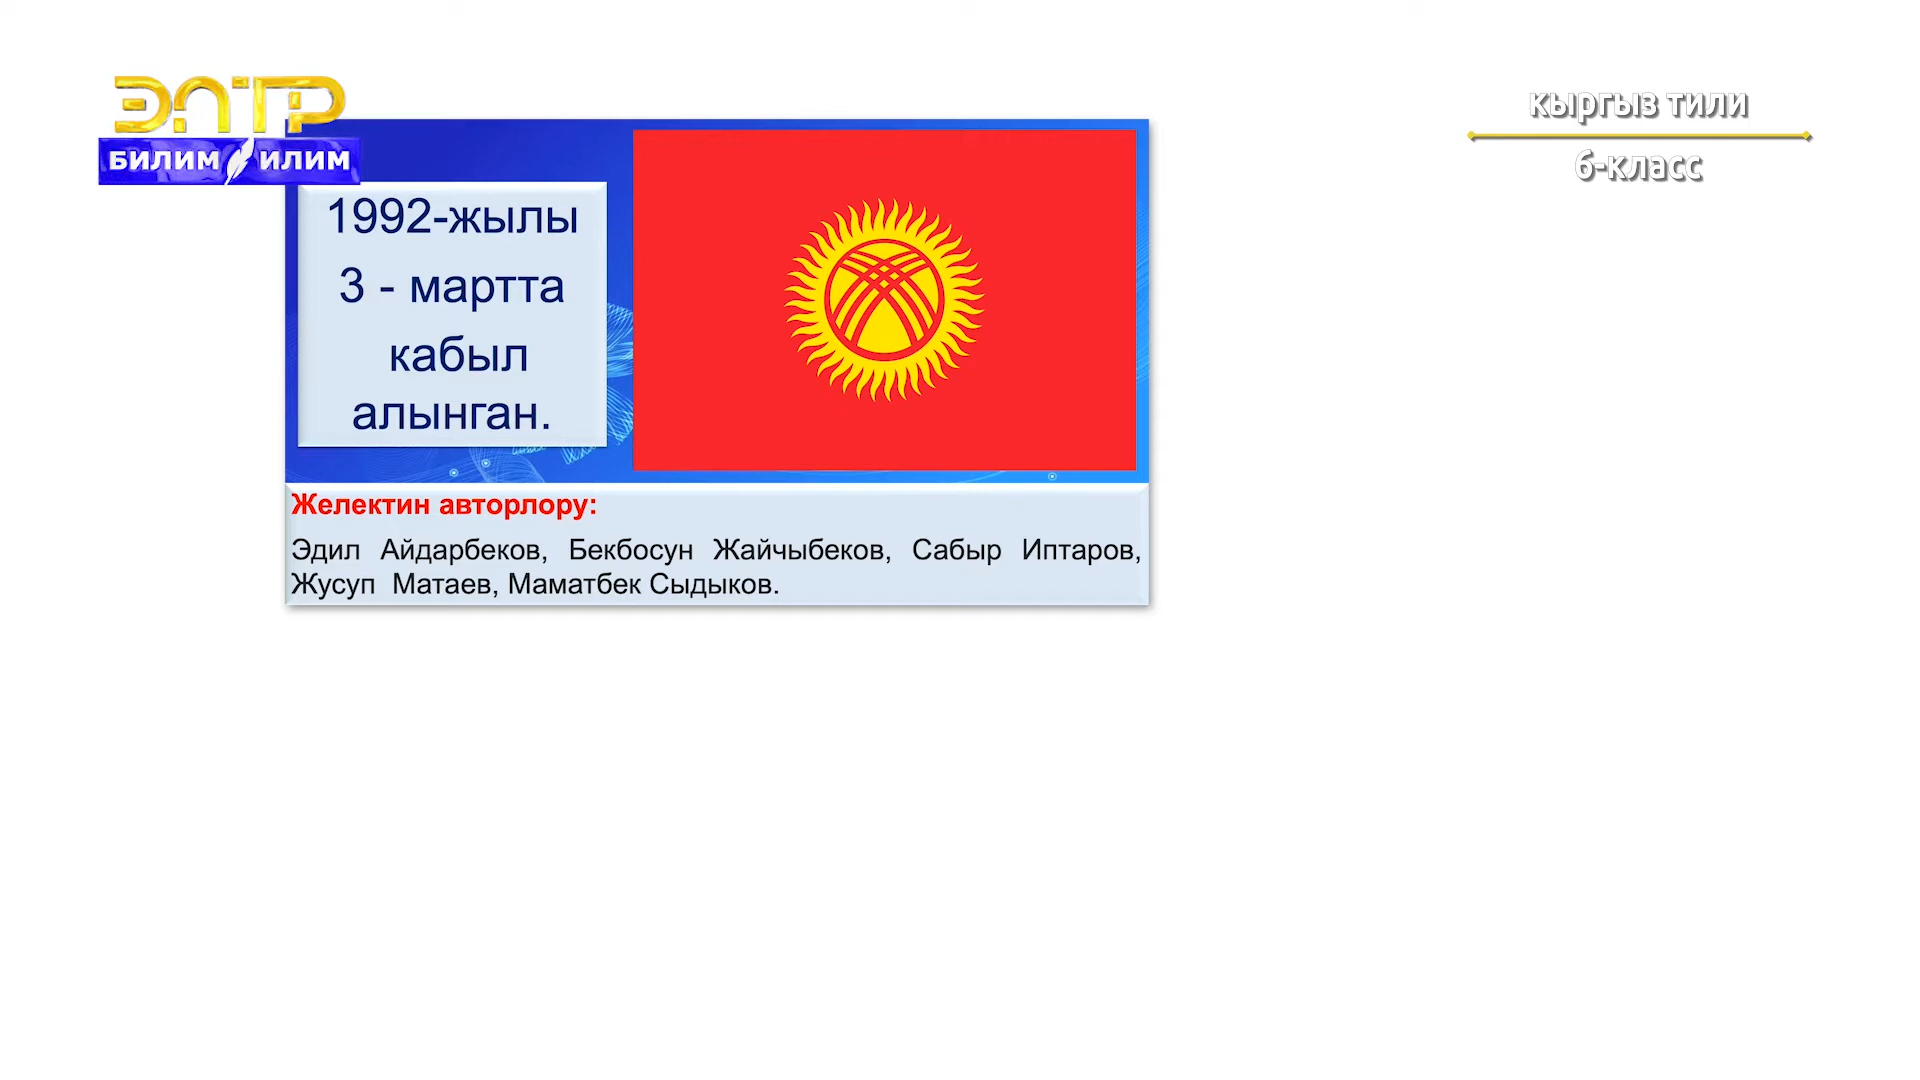 ЭЛТР
БИЛИМ ИЛИМ
кыргыз тили
6-класс
1992-жылы
3 - мартта
кабыл
алынган.
Желектин авторлору:
Эдил Айдарбеков, Бекбосун Жайчыбеков, Сабыр Иптаров,
Жусуп Матаев, Маматбек Сыдыков.